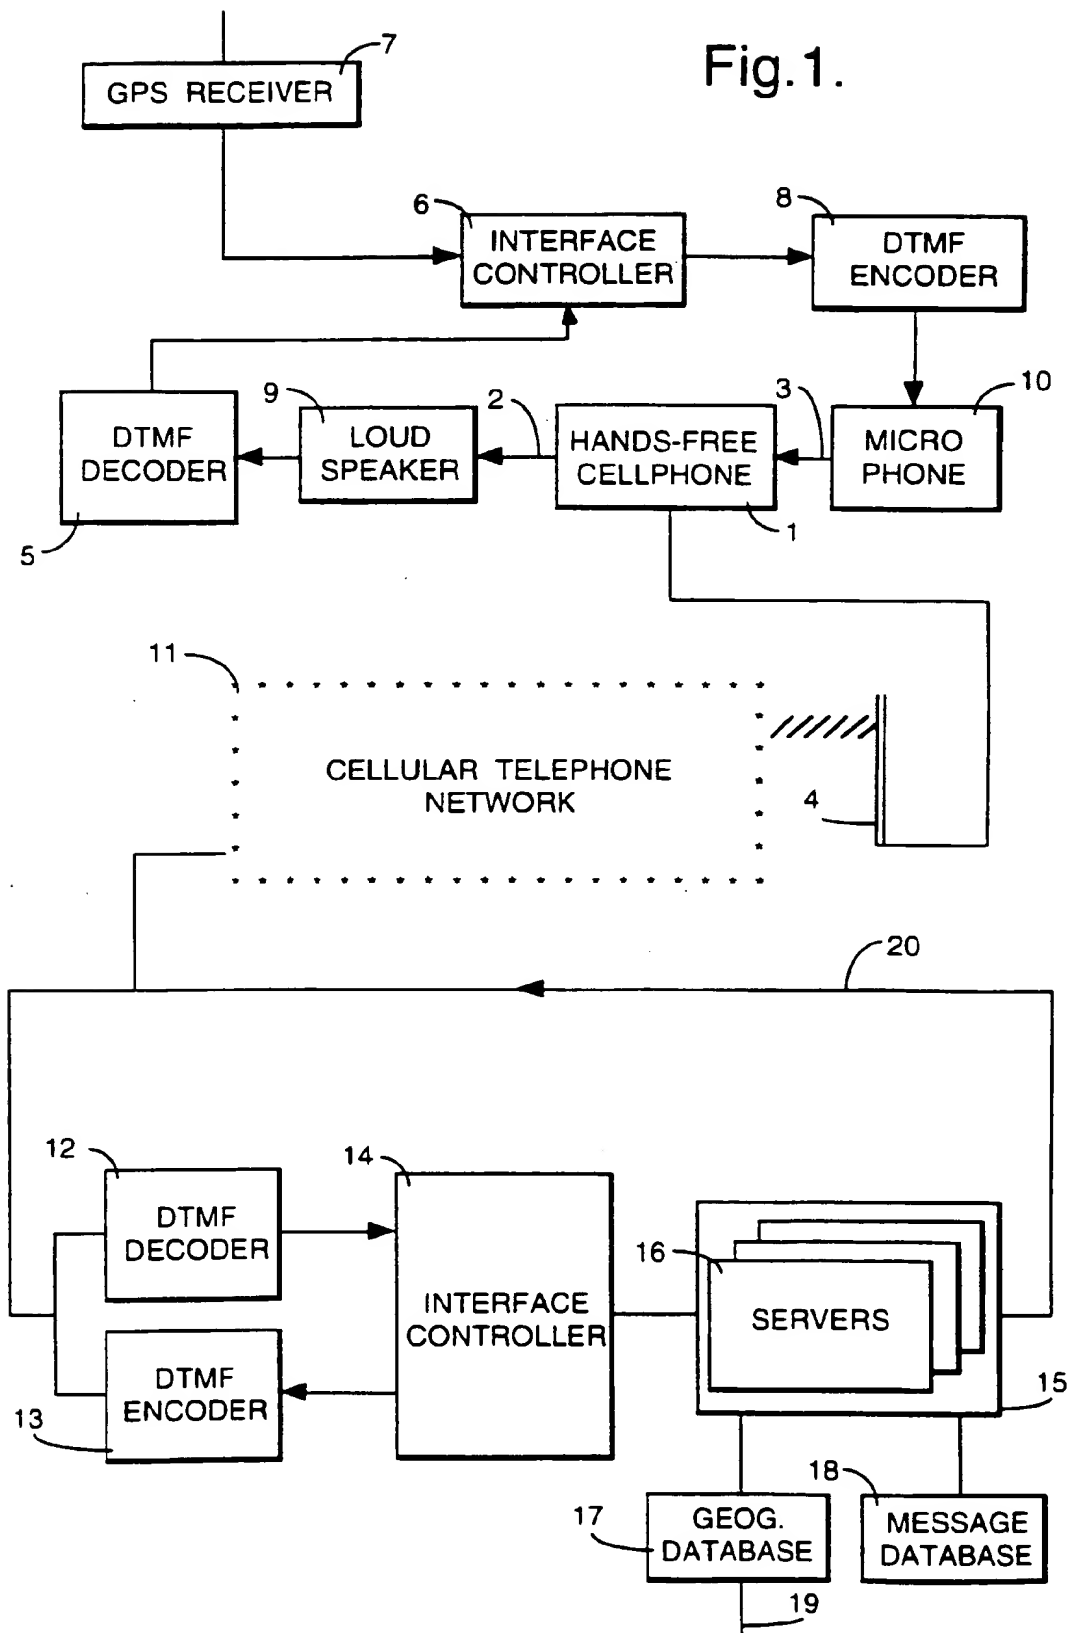 Fig.1.
7
GPS RECEIVER
6
INTERFACE
CONTROLLER
8
DTMF
ENCODER
5
DTMF
DECODER
9
LOUD
SPEAKER
2
HANDS-FREE
CELLPHONE
1
3
10
MICRO
PHONE
11
CELLULAR TELEPHONE
NETWORK
4
20
12
DTMF
DECODER
14
INTERFACE
CONTROLLER
13
DTMF
ENCODER
16
SERVERS
15
17
GEOG.
DATABASE
18
MESSAGE
DATABASE
19